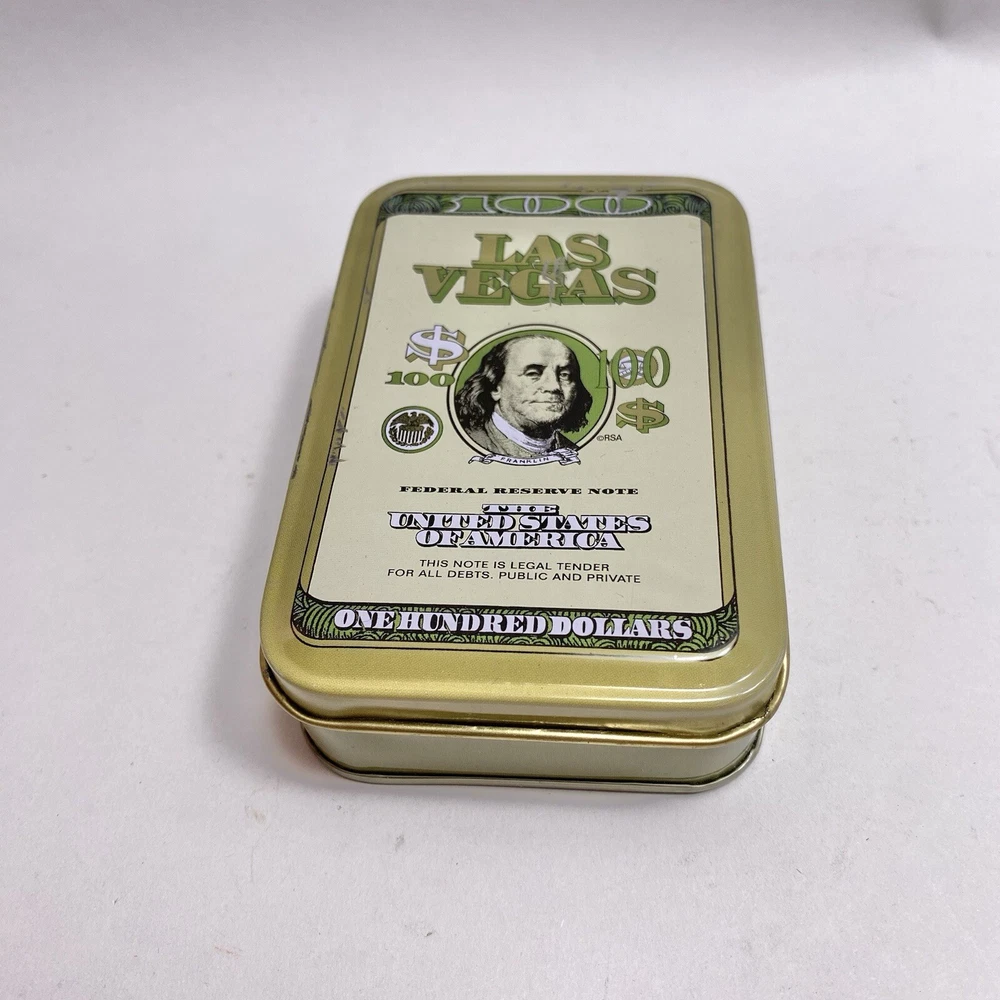 100
LAS
VEGAS
$
100
100
$
©RSA
FRANKLIN
FEDERAL RESERVE NOTE
THE
UNITED STATES
OF AMERICA
THIS NOTE IS LEGAL TENDER
FOR ALL DEBTS. PUBLIC AND PRIVATE
ONE HUNDRED DOLLARS